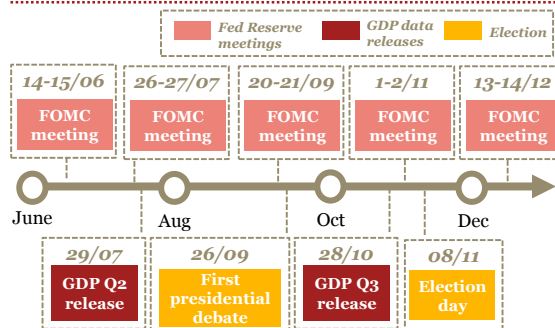 Fed Reserve
meetings
GDP data
releases
Election
14-15/06
FOMC
meeting
26-27/07
FOMC
meeting
20-21/09
FOMC
meeting
1-2/11
FOMC
meeting
13-14/12
FOMC
meeting
June
Aug
Oct
Dec
29/07
GDP Q2
release
26/09
First
presidential
debate
28/10
GDP Q3
release
08/11
Election
day